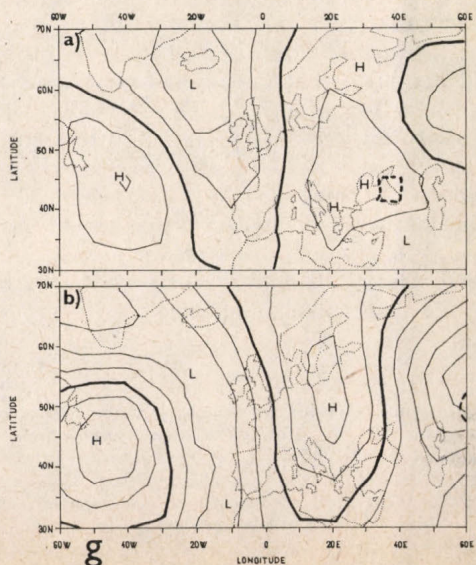 70N
a)
H
L
60N
50N
H
H
H
40N
L
30N
LATITUDE
60W 40W 20W 0 20E 40E 60E
70N
b)
60N
L
50N
H
H
40N
L
30N
LATITUDE
60W 40W 20W 0 20E 40E 60E
g
LONGITUDE